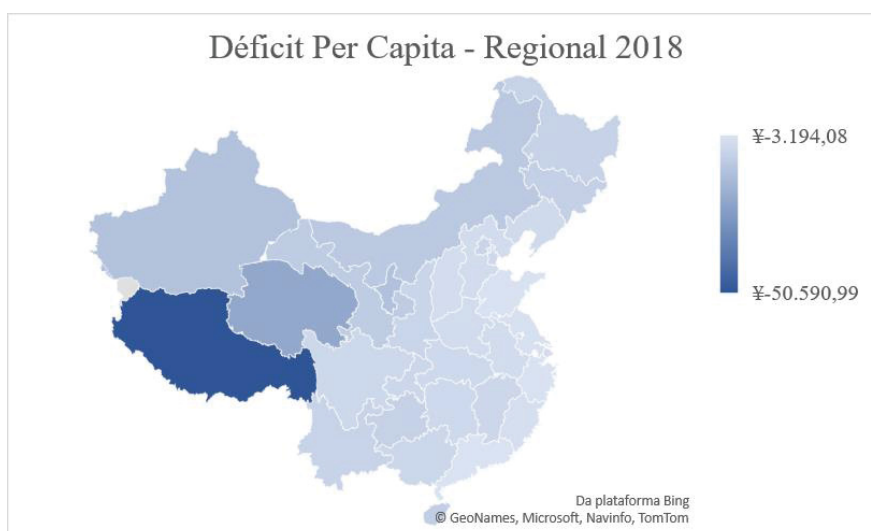 Déficit Per Capita - Regional 2018
¥-3.194,08
¥-50.590,99
Da plataforma Bing
© GeoNames, Microsoft, Navinfo, TomTom